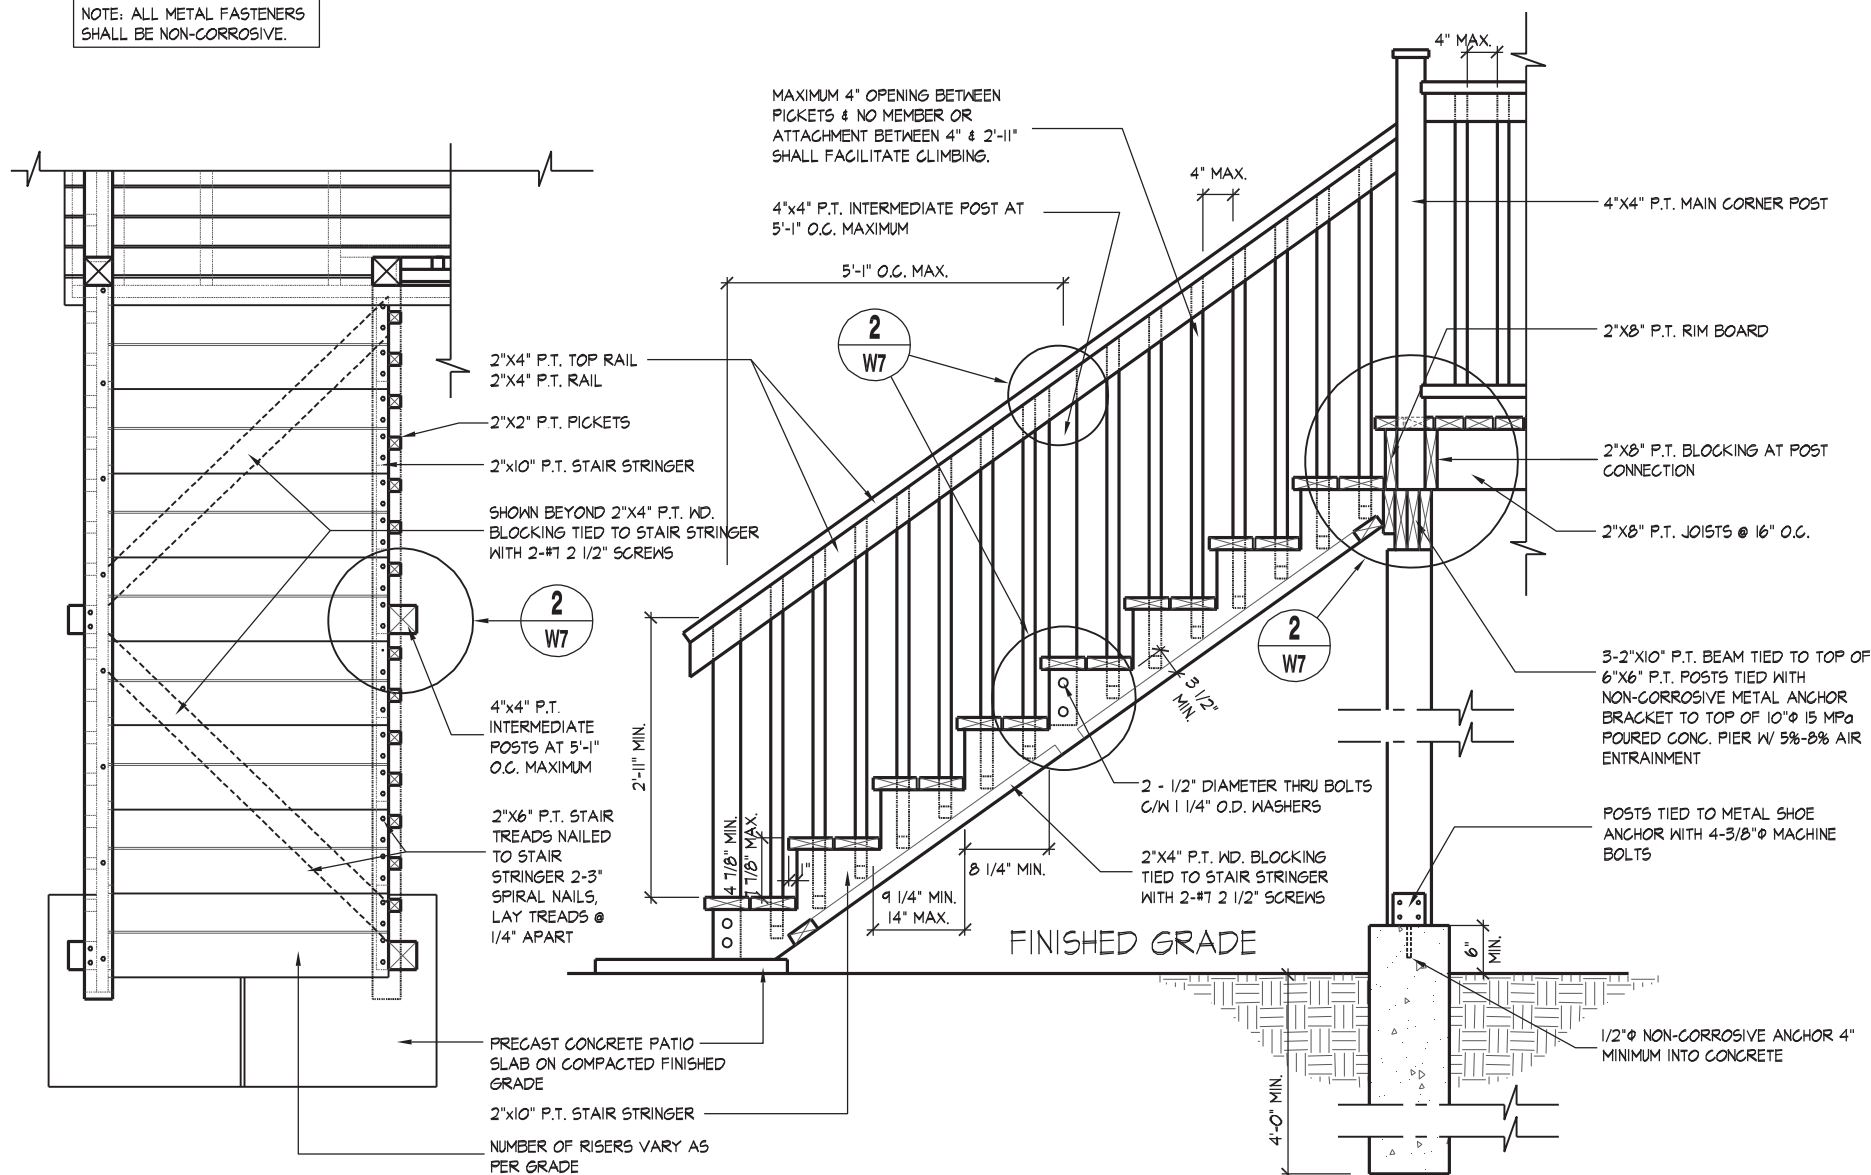 NOTE: ALL METAL FASTENERS
SHALL BE NON-CORROSIVE.
4" MAX.
MAXIMUM 4" OPENING BETWEEN
PICKETS & NO MEMBER OR
ATTACHMENT BETWEEN 4" & 2'-11"
SHALL FACILITATE CLIMBING.
4" MAX.
4"x4" P.T. INTERMEDIATE POST AT
5'-1" O.C. MAXIMUM
4"X4" P.T. MAIN CORNER POST
5'-1" O.C. MAX.
2
W7
2"X8" P.T. RIM BOARD
2"X4" P.T. TOP RAIL
2"X4" P.T. RAIL
2"X2" P.T. PICKETS
2"x10" P.T. STAIR STRINGER
2"X8" P.T. BLOCKING AT POST
CONNECTION
SHOWN BEYOND 2"X4" P.T. WD.
BLOCKING TIED TO STAIR STRINGER
WITH 2-#7 2 1/2" SCREWS
2"X8" P.T. JOISTS @ 16" O.C.
2
W7
2
W7
3-2"X10" P.T. BEAM TIED TO TOP OF
6"X6" P.T. POSTS TIED WITH
NON-CORROSIVE METAL ANCHOR
BRACKET TO TOP OF 10"Φ 15 MPa
POURED CONC. PIER W/ 5%-8% AIR
ENTRAINMENT
3 1/2"
MIN.
4"x4" P.T.
INTERMEDIATE
POSTS AT 5'-1"
O.C. MAXIMUM
2'-11" MIN.
2 - 1/2" DIAMETER THRU BOLTS
C/W 1 1/4" O.D. WASHERS
2"X6" P.T. STAIR
TREADS NAILED
TO STAIR
STRINGER 2-3"
SPIRAL NAILS,
LAY TREADS @
1/4" APART
POSTS TIED TO METAL SHOE
ANCHOR WITH 4-3/8"Φ MACHINE
BOLTS
4 7/8" MIN.
7 7/8" MAX.
1"
8 1/4" MIN.
2"X4" P.T. WD. BLOCKING
TIED TO STAIR STRINGER
WITH 2-#7 2 1/2" SCREWS
9 1/4" MIN.
14" MAX.
FINISHED GRADE
6"
MIN.
PRECAST CONCRETE PATIO
SLAB ON COMPACTED FINISHED
GRADE
1/2"Φ NON-CORROSIVE ANCHOR 4"
MINIMUM INTO CONCRETE
4'-0" MIN.
2"x10" P.T. STAIR STRINGER
NUMBER OF RISERS VARY AS
PER GRADE